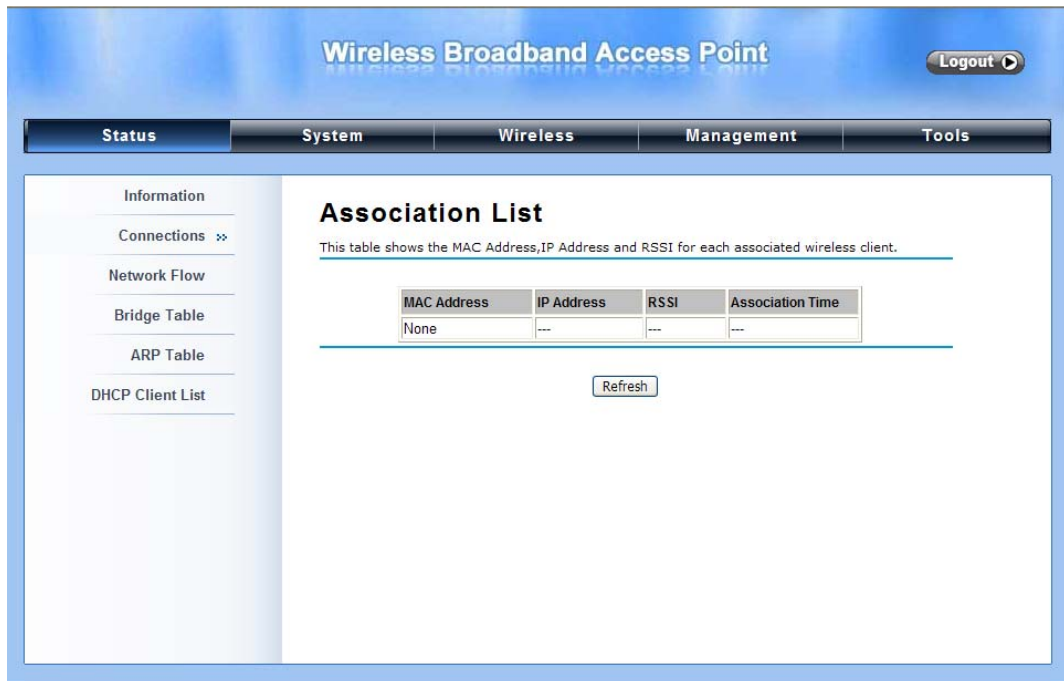 Wireless Broadband Access Point
Logout
Status System Wireless Management Tools
Information
Connections
Network Flow
Bridge Table
ARP Table
DHCP Client List
Association List
This table shows the MAC Address,IP Address and RSSI for each associated wireless client.
MAC Address IP Address RSSI Association Time
None --- --- ---
Refresh